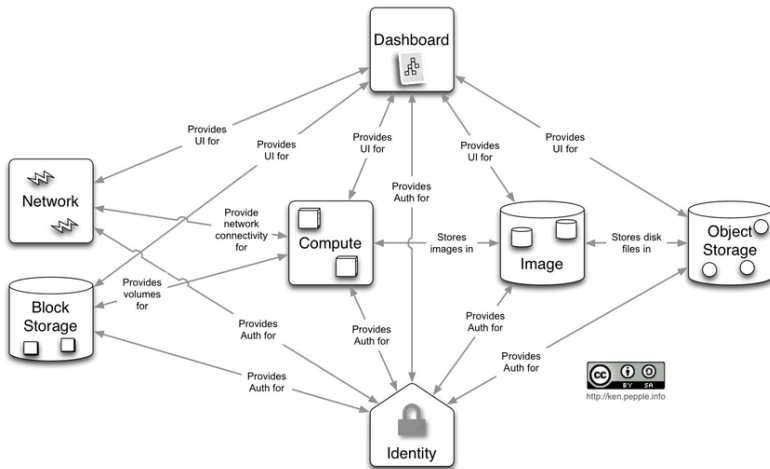 Dashboard
Provides
UI for
Provides
UI for
Provides
UI for
Provides
UI for
Provides
UI for
Provides
Auth for
Network
Provide
network
connectivity
for
Compute
Stores
images in
Image
Stores disk
files in
Object
Storage
Block
Storage
Provides
volumes
for
Provides
Auth for
Provides
Auth for
Provides
Auth for
Provides
Auth for
Provides
Auth for
Identity
cc
BY SA
http://ken.pepple.info